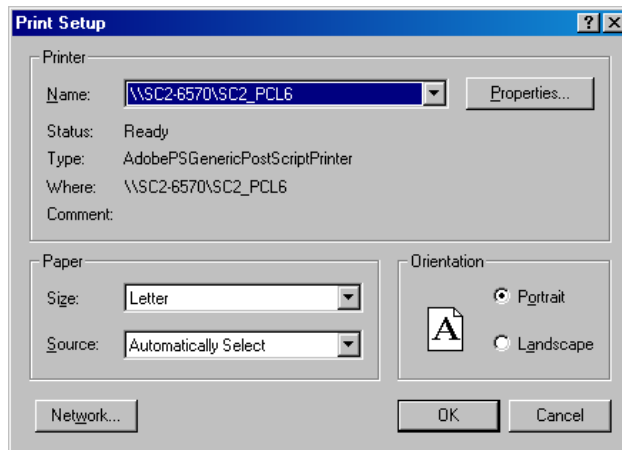 Print Setup
Printer
Name: \\SC2-6570\SC2_PCL6 Properties...
Status: Ready
Type: AdobePSGenericPostScriptPrinter
Where: \\SC2-6570\SC2_PCL6
Comment:
Paper
Size: Letter
Source: Automatically Select
Orientation
A
Portrait
Landscape
Network... OK Cancel